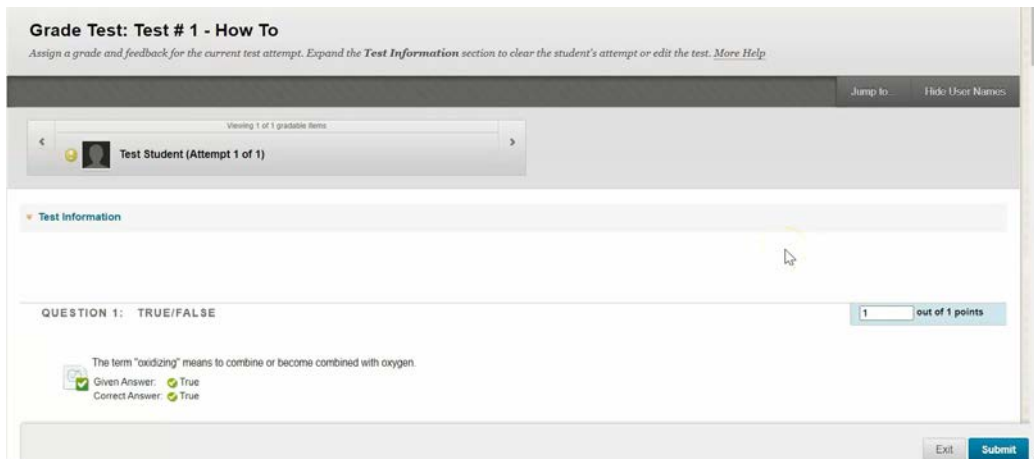 Grade Test: Test # 1 - How To
Assign a grade and feedback for the current test attempt. Expand the Test Information section to clear the student's attempt or edit the test. More Help
Jump to...
Hide User Names
Viewing 1 of 1 gradable items
Test Student (Attempt 1 of 1)
Test Information
QUESTION 1: TRUE/FALSE
1 out of 1 points
The term "oxidizing" means to combine or become combined with oxygen.
Given Answer: True
Correct Answer: True
Exit
Submit